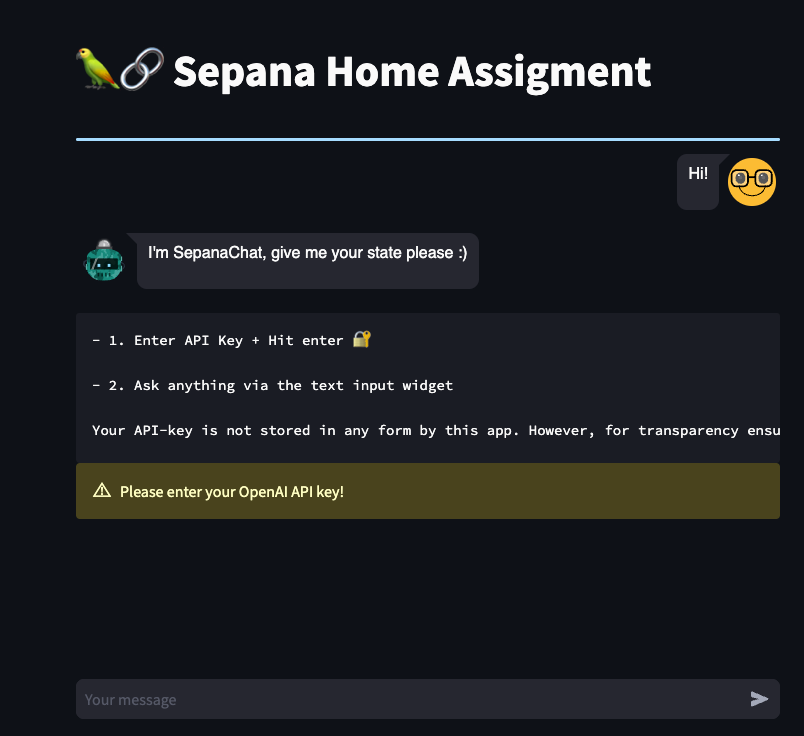 🦜🔗 Sepana Home Assigment
Hi!
I'm SepanaChat, give me your state please :)
- 1. Enter API Key + Hit enter 🔐
- 2. Ask anything via the text input widget
Your API-key is not stored in any form by this app. However, for transparency ensu
⚠ Please enter your OpenAI API key!
Your message